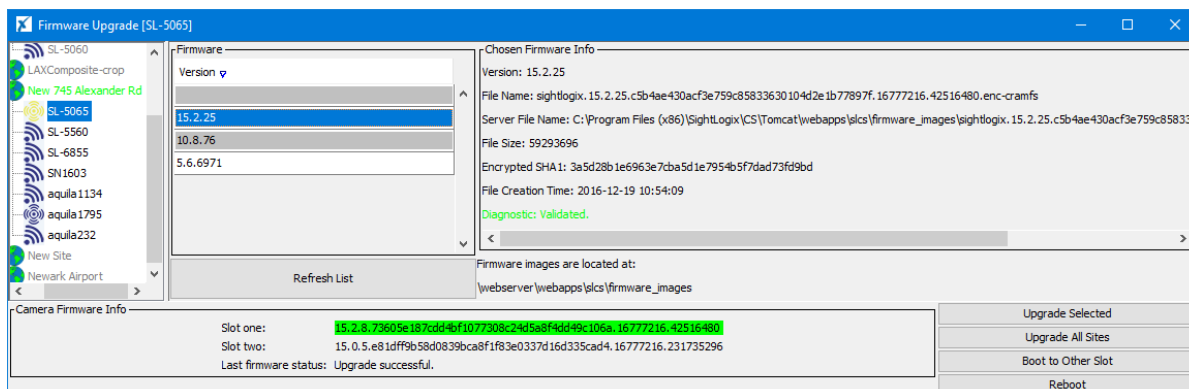 Firmware Upgrade [SL-5065]
SL-5060
LAXComposite-crop
New 745 Alexander Rd
SL-5065
SL-5560
SL-6855
SN1603
aquila1134
aquila1795
aquila232
New Site
Newark Airport
Firmware
Version
15.2.25
10.8.76
5.6.6971
Refresh List
Chosen Firmware Info
Version: 15.2.25
File Name: sightlogix.15.2.25.c5b4ae430acf3e759c85833630104d2e1b77897f.16777216.42516480.enc-cramfs
Server File Name: C:\Program Files (x86)\SightLogix\CS\Tomcat\webapps\slcs\firmware_images\sightlogix.15.2.25.c5b4ae430acf3e759c85833
File Size: 59293696
Encrypted SHA1: 3a5d28b1e6963e7cba5d1e7954b5f7dad73fd9bd
File Creation Time: 2016-12-19 10:54:09
Diagnostic: Validated.
Firmware images are located at:
\webserver\webapps\slcs\firmware_images
Camera Firmware Info
Slot one: 15.2.8.73605e187cdd4bf1077308c24d5a8f4dd49c106a.16777216.42516480
Slot two: 15.0.5.e81dff9b58d0839bca8f1f83e0337d16d335cad4.16777216.231735296
Last firmware status: Upgrade successful.
Upgrade Selected
Upgrade All Sites
Boot to Other Slot
Reboot